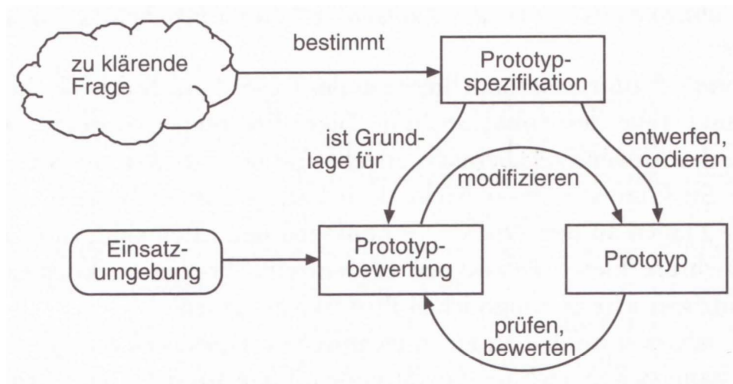 bestimmt
zu klärende
Frage
Prototyp-
spezifikation
ist Grund-
lage für
entwerfen,
codieren
modifizieren
Einsatz-
umgebung
Prototyp-
bewertung
Prototyp
prüfen,
bewerten